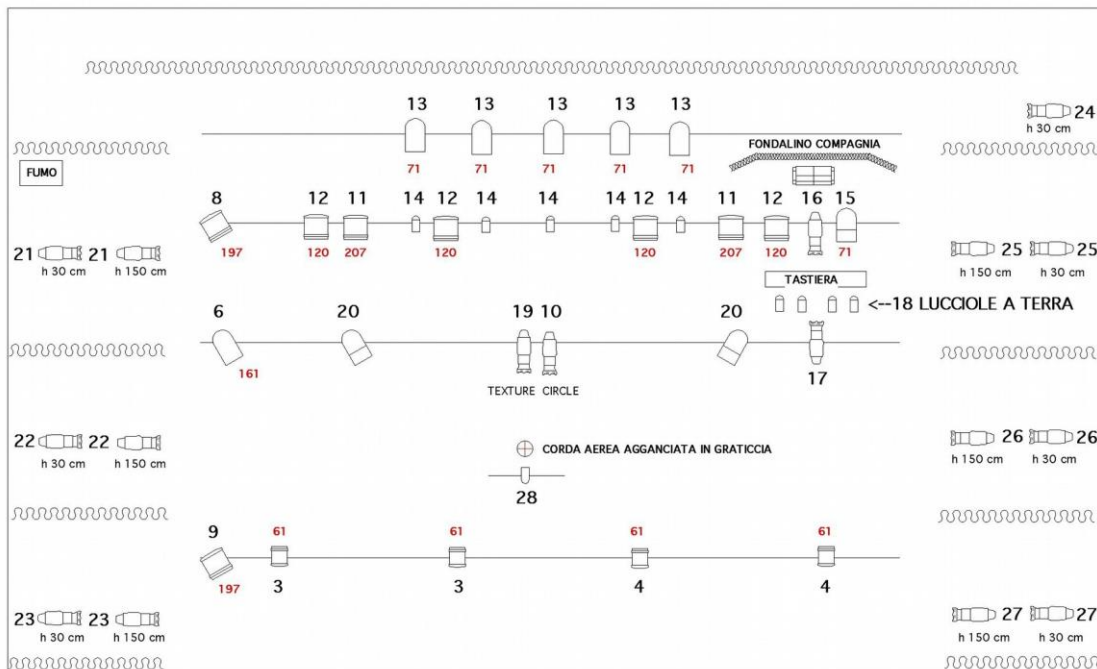 13 13 13 13 13
24
h 30 cm
FONDALINO COMPAGNIA
71 71 71 71 71
FUMO
8 12 11 14 12 14 14 14 12 14 11 12 16 15
197 120 207 120 120 207 120 71
21 21
h 30 cm h 150 cm
25 25
h 150 cm h 30 cm
TASTIERA
<--18 LUCCIOLE A TERRA
6 20 19 10 20
161
17
TEXTURE CIRCLE
22 22
h 30 cm h 150 cm
26 26
h 150 cm h 30 cm
CORDA AEREA AGGANCIATA IN GRATICCIA
28
9 61 61 61 61
197 3 3 4 4
23 23
h 30 cm h 150 cm
27 27
h 150 cm h 30 cm